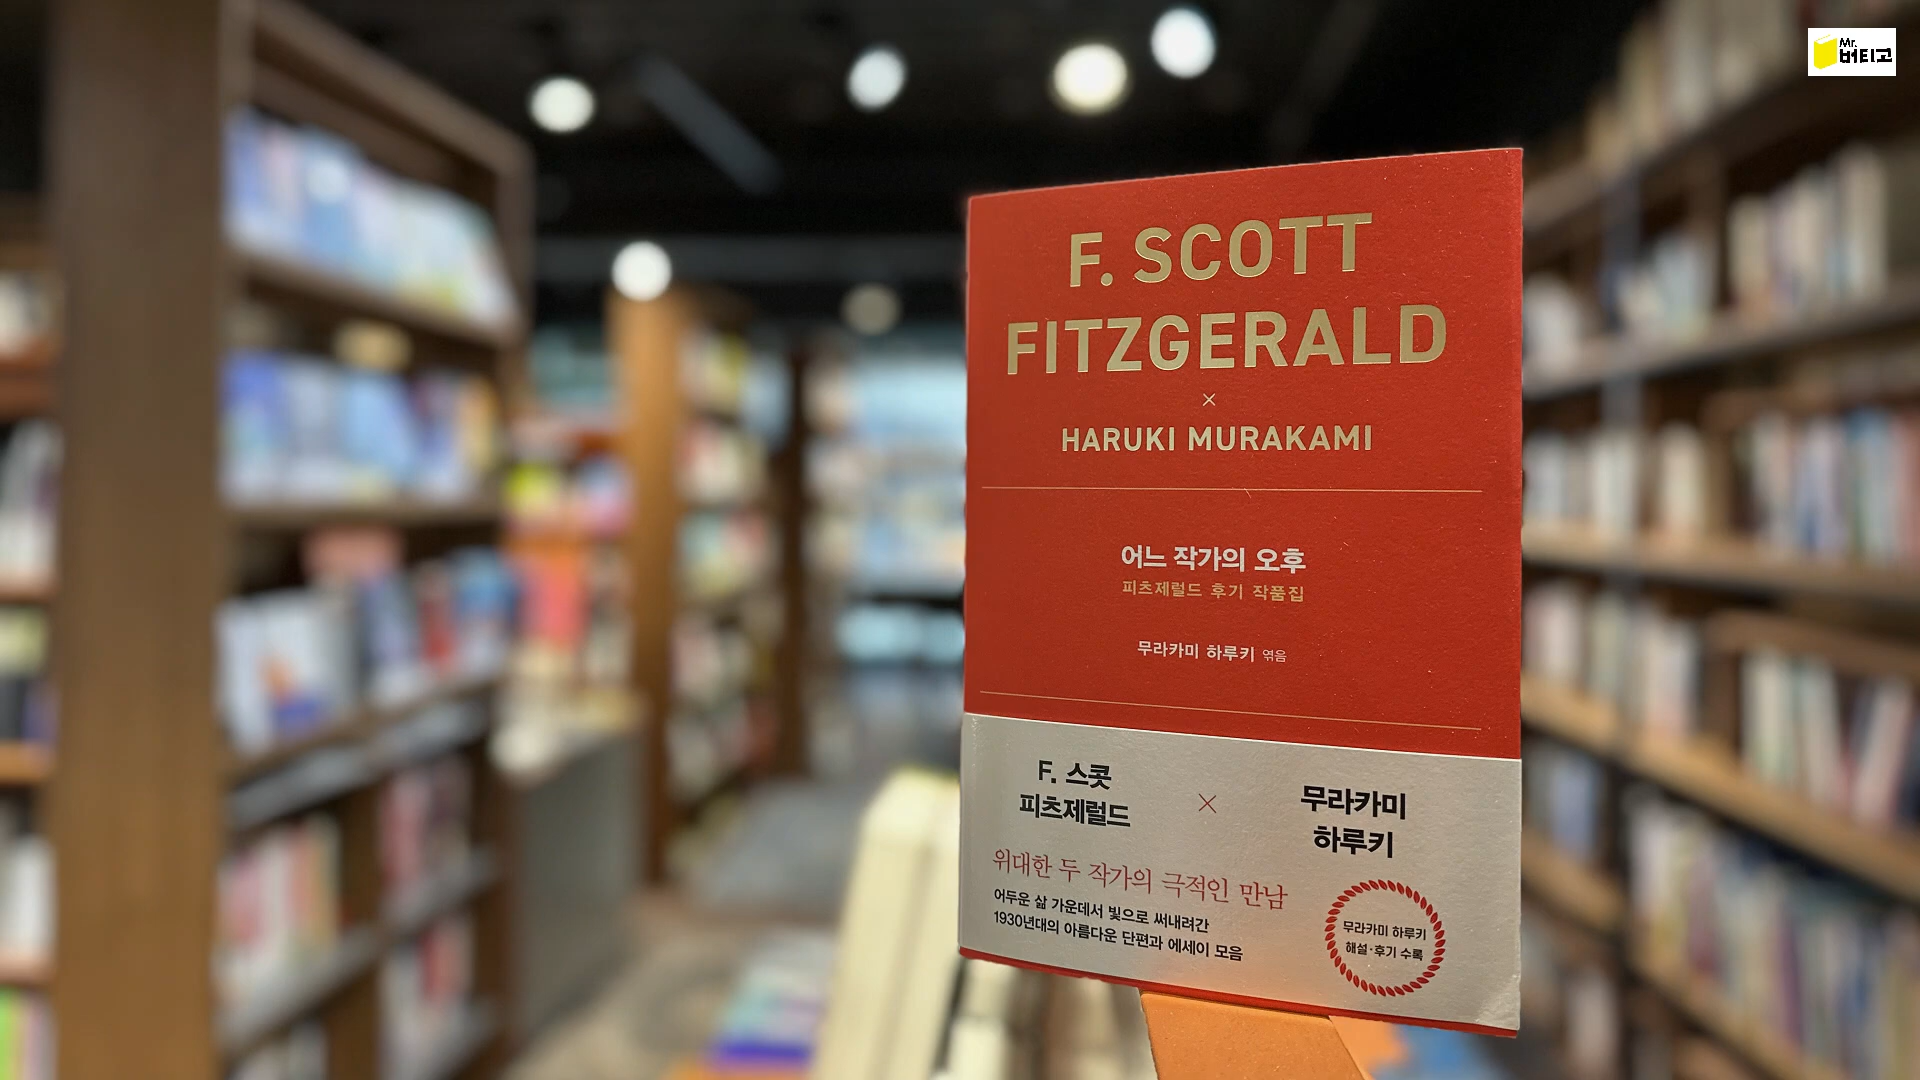 Mr.
버티고
F. SCOTT
FITZGERALD
×
HARUKI MURAKAMI
어느 작가의 오후
피츠제럴드 후기 작품집
무라카미 하루키 엮음
F. 스콧
피츠제럴드
×
무라카미
하루키
위대한 두 작가의 극적인 만남
어두운 삶 가운데서 빛으로 써내려간
1930년대의 아름다운 단편과 에세이 모음
무라카미 하루키
해설·후기 수록